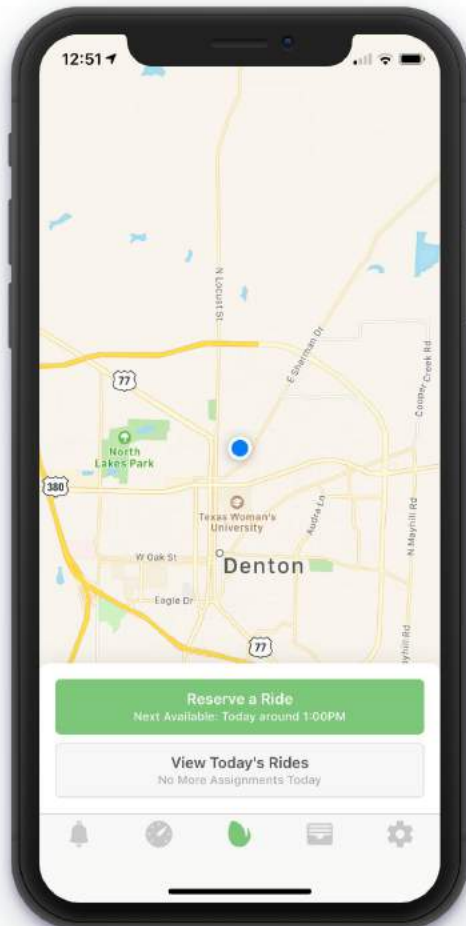 12:51
N Locust St
E Sherman Dr
Cooper Creek Rd
77
North
Lakes Park
380
Texas Woman's
University
Audra Ln
N Mayhill Rd
W Oak St
Denton
Eagle Dr
77
yhill Rd
Reserve a Ride
Next Available: Today around 1:00PM
View Today's Rides
No More Assignments Today